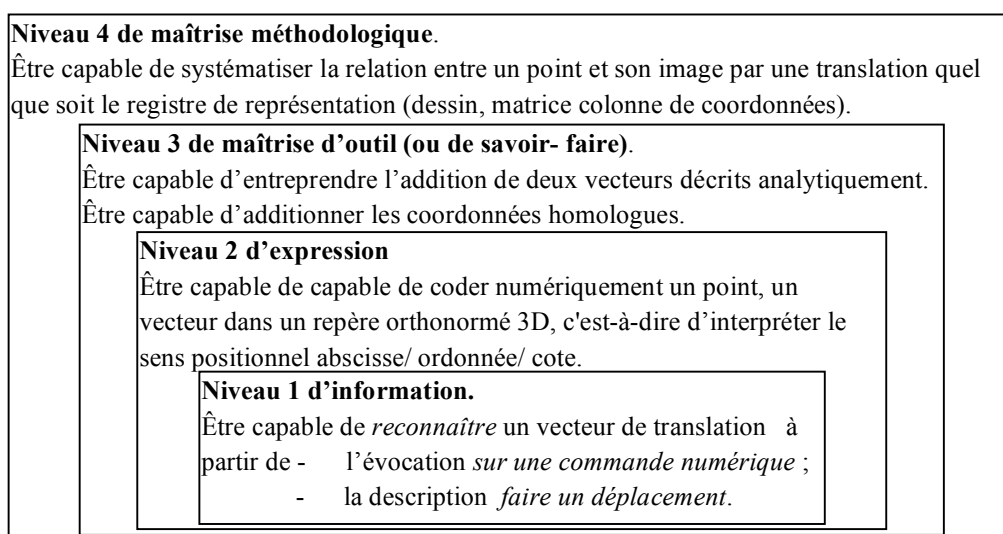 Niveau 4 de maîtrise méthodologique.
Être capable de systématiser la relation entre un point et son image par une translation quel
que soit le registre de représentation (dessin, matrice colonne de coordonnées).
Niveau 3 de maîtrise d’outil (ou de savoir- faire).
Être capable d’entreprendre l’addition de deux vecteurs décrits analytiquement.
Être capable d’additionner les coordonnées homologues.
Niveau 2 d’expression
Être capable de capable de coder numériquement un point, un
vecteur dans un repère orthonormé 3D, c'est-à-dire d’interpréter le
sens positionnel abscisse/ ordonnée/ cote.
Niveau 1 d’information.
Être capable de reconnaître un vecteur de translation à
partir de - l’évocation sur une commande numérique ;
- la description faire un déplacement.